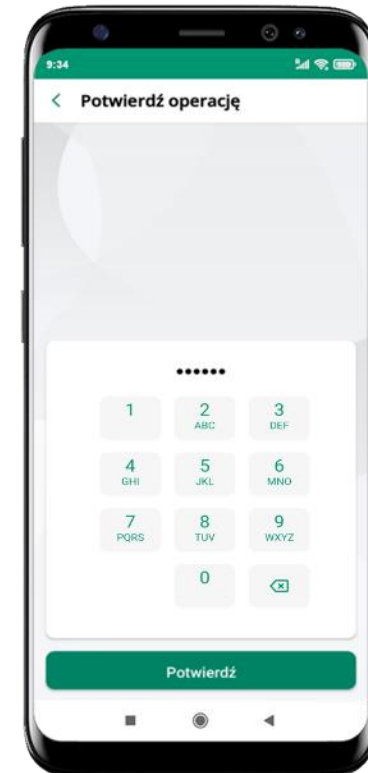 9:34
Potwierdź operację
••••••
1 2 3
ABC DEF
4 5 6
GHI JKL MNO
7 8 9
PQRS TUV WXYZ
0
Potwierdź